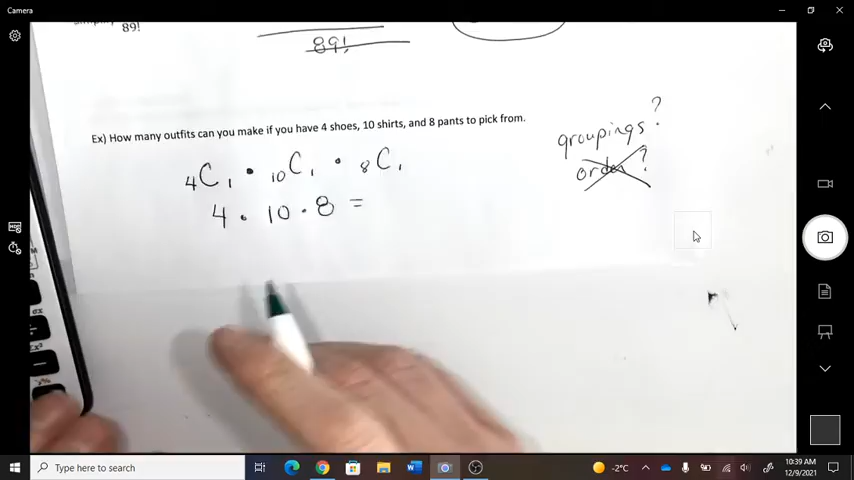 Camera
89!
89!
Ex) How many outfits can you make if you have 4 shoes, 10 shirts, and 8 pants to pick from.
groupings?
order?
₄C₁ · ₁₀C₁ · ₈C₁
4 · 10 · 8 =
Type here to search
-2°C
10:39 AM
12/9/2021